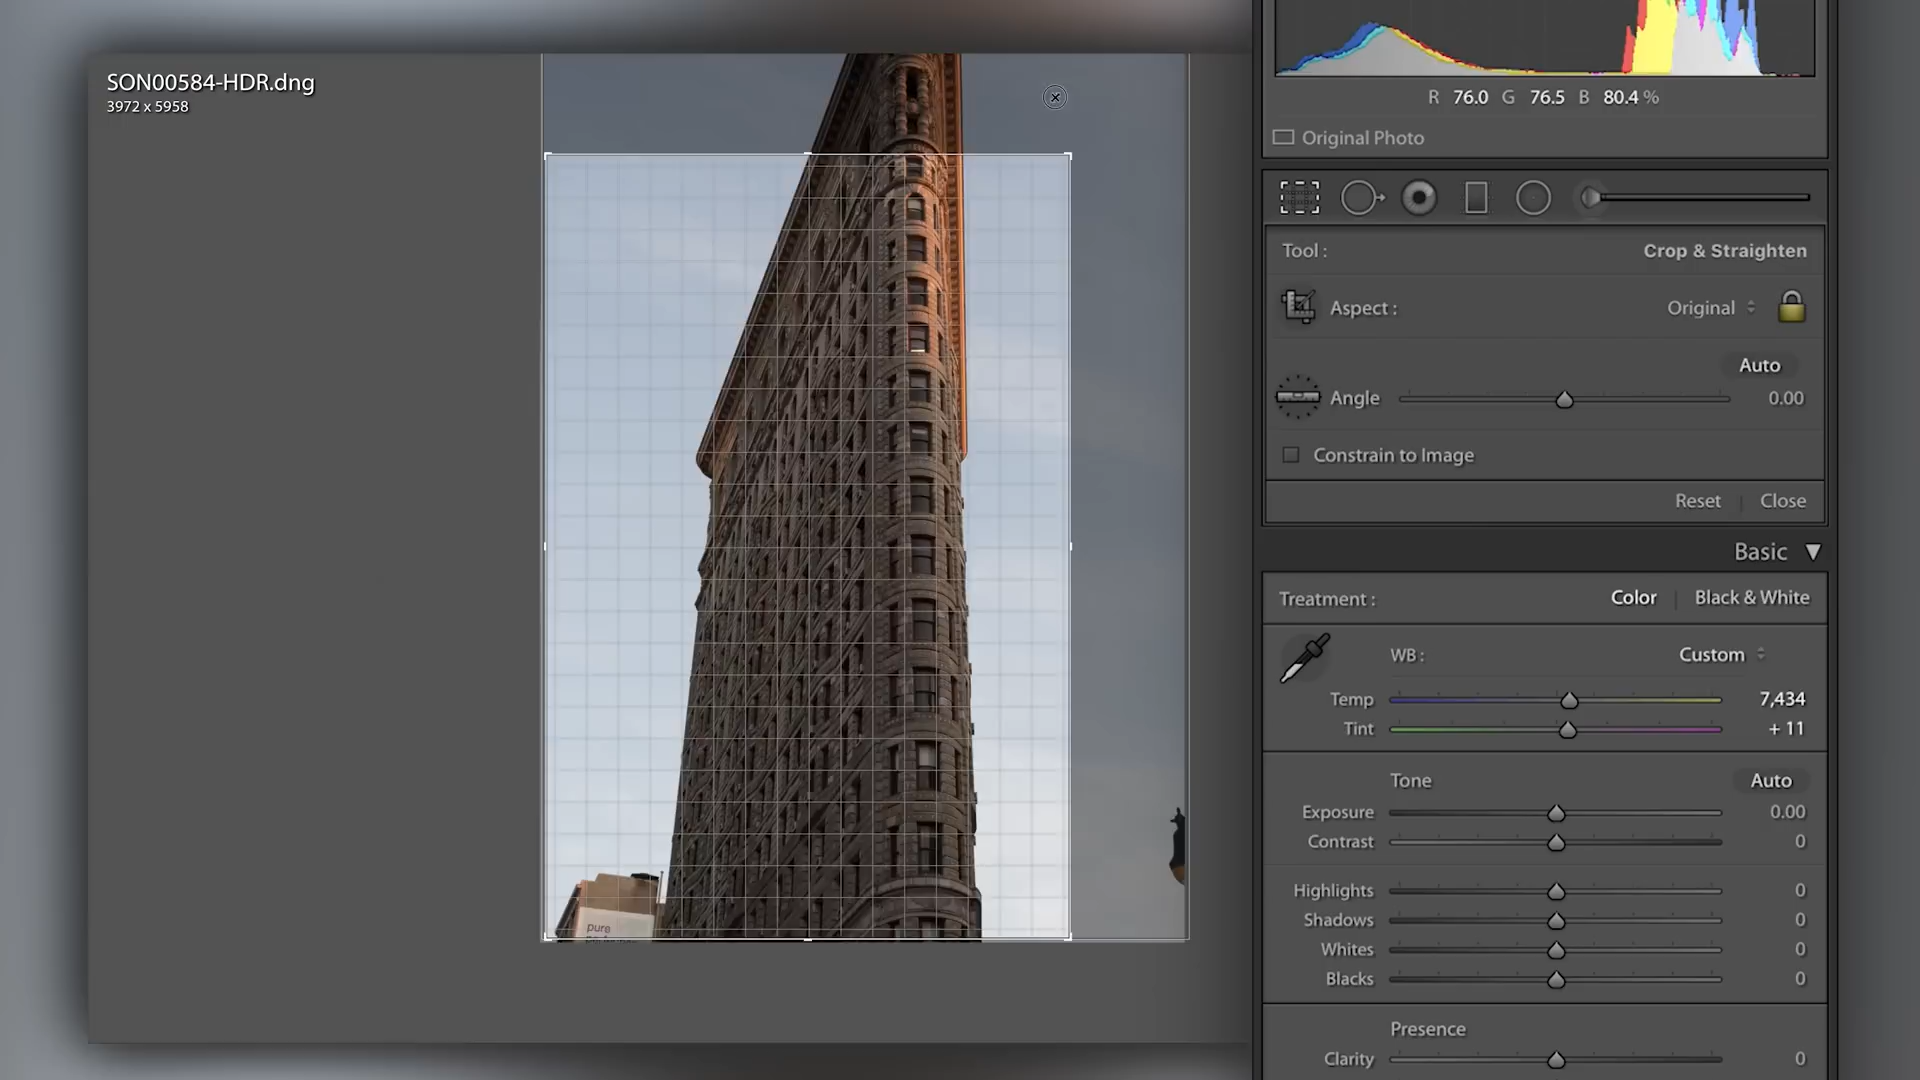 SON00584-HDR.dng
3972 x 5958
R 76.0 G 76.5 B 80.4 %
Original Photo
Tool : Crop & Straighten
Aspect : Original
Auto
Angle 0.00
Constrain to Image
Reset Close
Basic
Treatment : Color Black & White
WB : Custom
Temp 7,434
Tint + 11
Tone Auto
Exposure 0.00
Contrast 0
Highlights 0
Shadows 0
Whites 0
Blacks 0
Presence
Clarity 0
pure